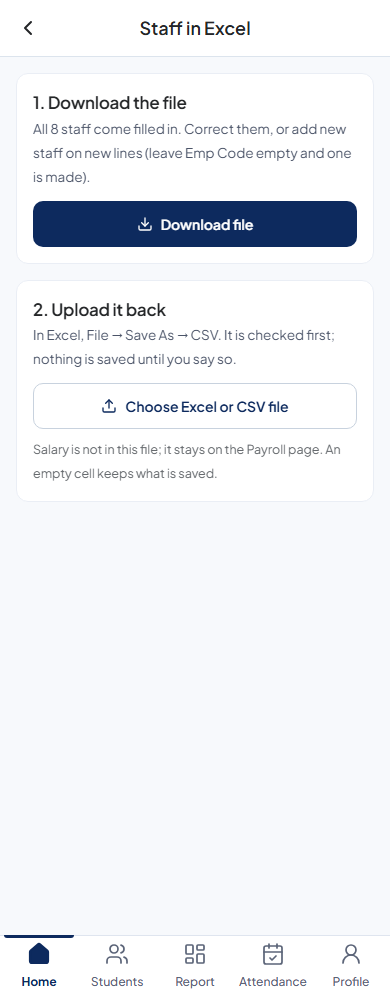 Staff in Excel
1. Download the file
All 8 staff come filled in. Correct them, or add new
staff on new lines (leave Emp Code empty and one
is made).
Download file
2. Upload it back
In Excel, File → Save As → CSV. It is checked first;
nothing is saved until you say so.
Choose Excel or CSV file
Salary is not in this file; it stays on the Payroll page. An
empty cell keeps what is saved.
Home
Students
Report
Attendance
Profile